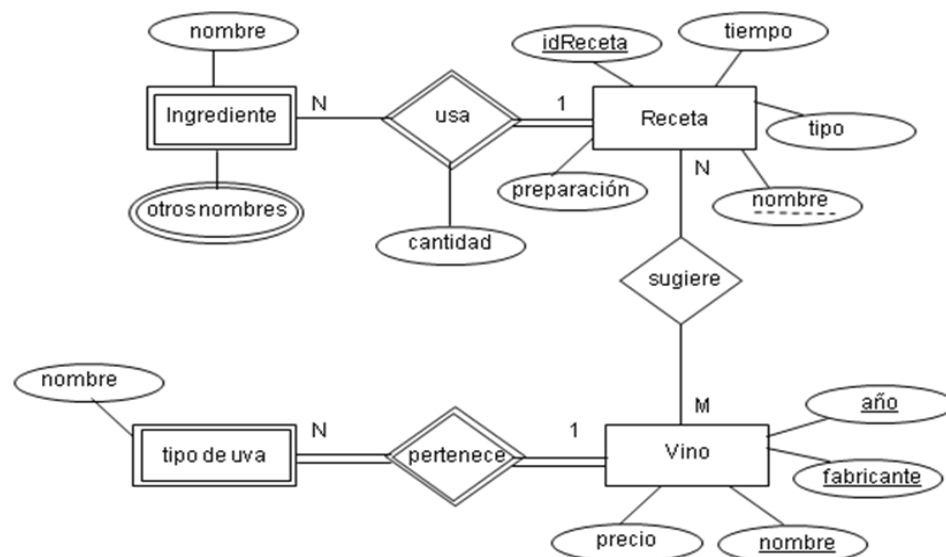 nombre
idReceta
tiempo
Ingrediente
N
usa
1
Receta
tipo
otros nombres
preparación
N
nombre
cantidad
sugiere
nombre
M
año
tipo de uva
N
pertenece
1
Vino
fabricante
precio
nombre